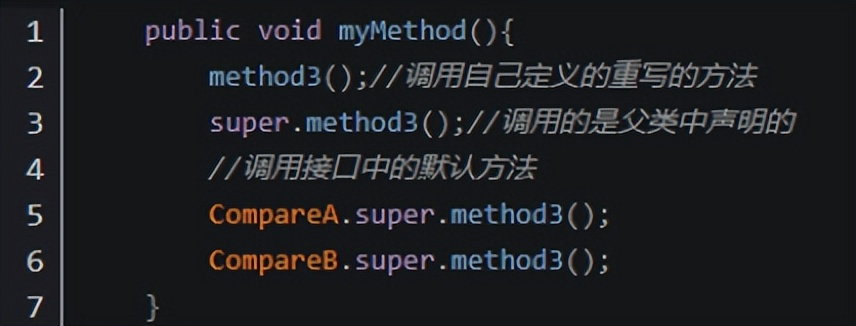 1 public void myMethod(){
2 method3();//调用自己定义的重写的方法
3 super.method3();//调用的是父类中声明的
4 //调用接口中的默认方法
5 CompareA.super.method3();
6 CompareB.super.method3();
7 }